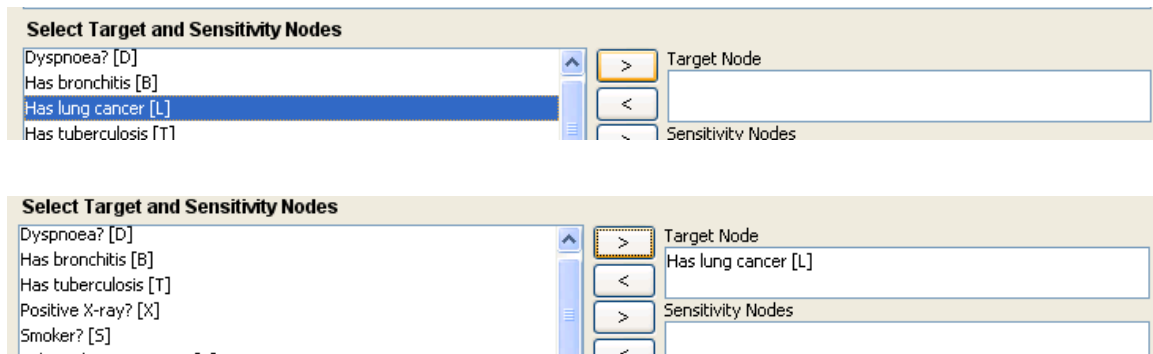 Select Target and Sensitivity Nodes
Dyspnoea? [D]
Has bronchitis [B]
Has lung cancer [L]
Has tuberculosis [T]
>
<
>
Target Node
Sensitivity Nodes
Select Target and Sensitivity Nodes
Dyspnoea? [D]
Has bronchitis [B]
Has tuberculosis [T]
Positive X-ray? [X]
Smoker? [S]
>
<
>
<
Target Node
Has lung cancer [L]
Sensitivity Nodes